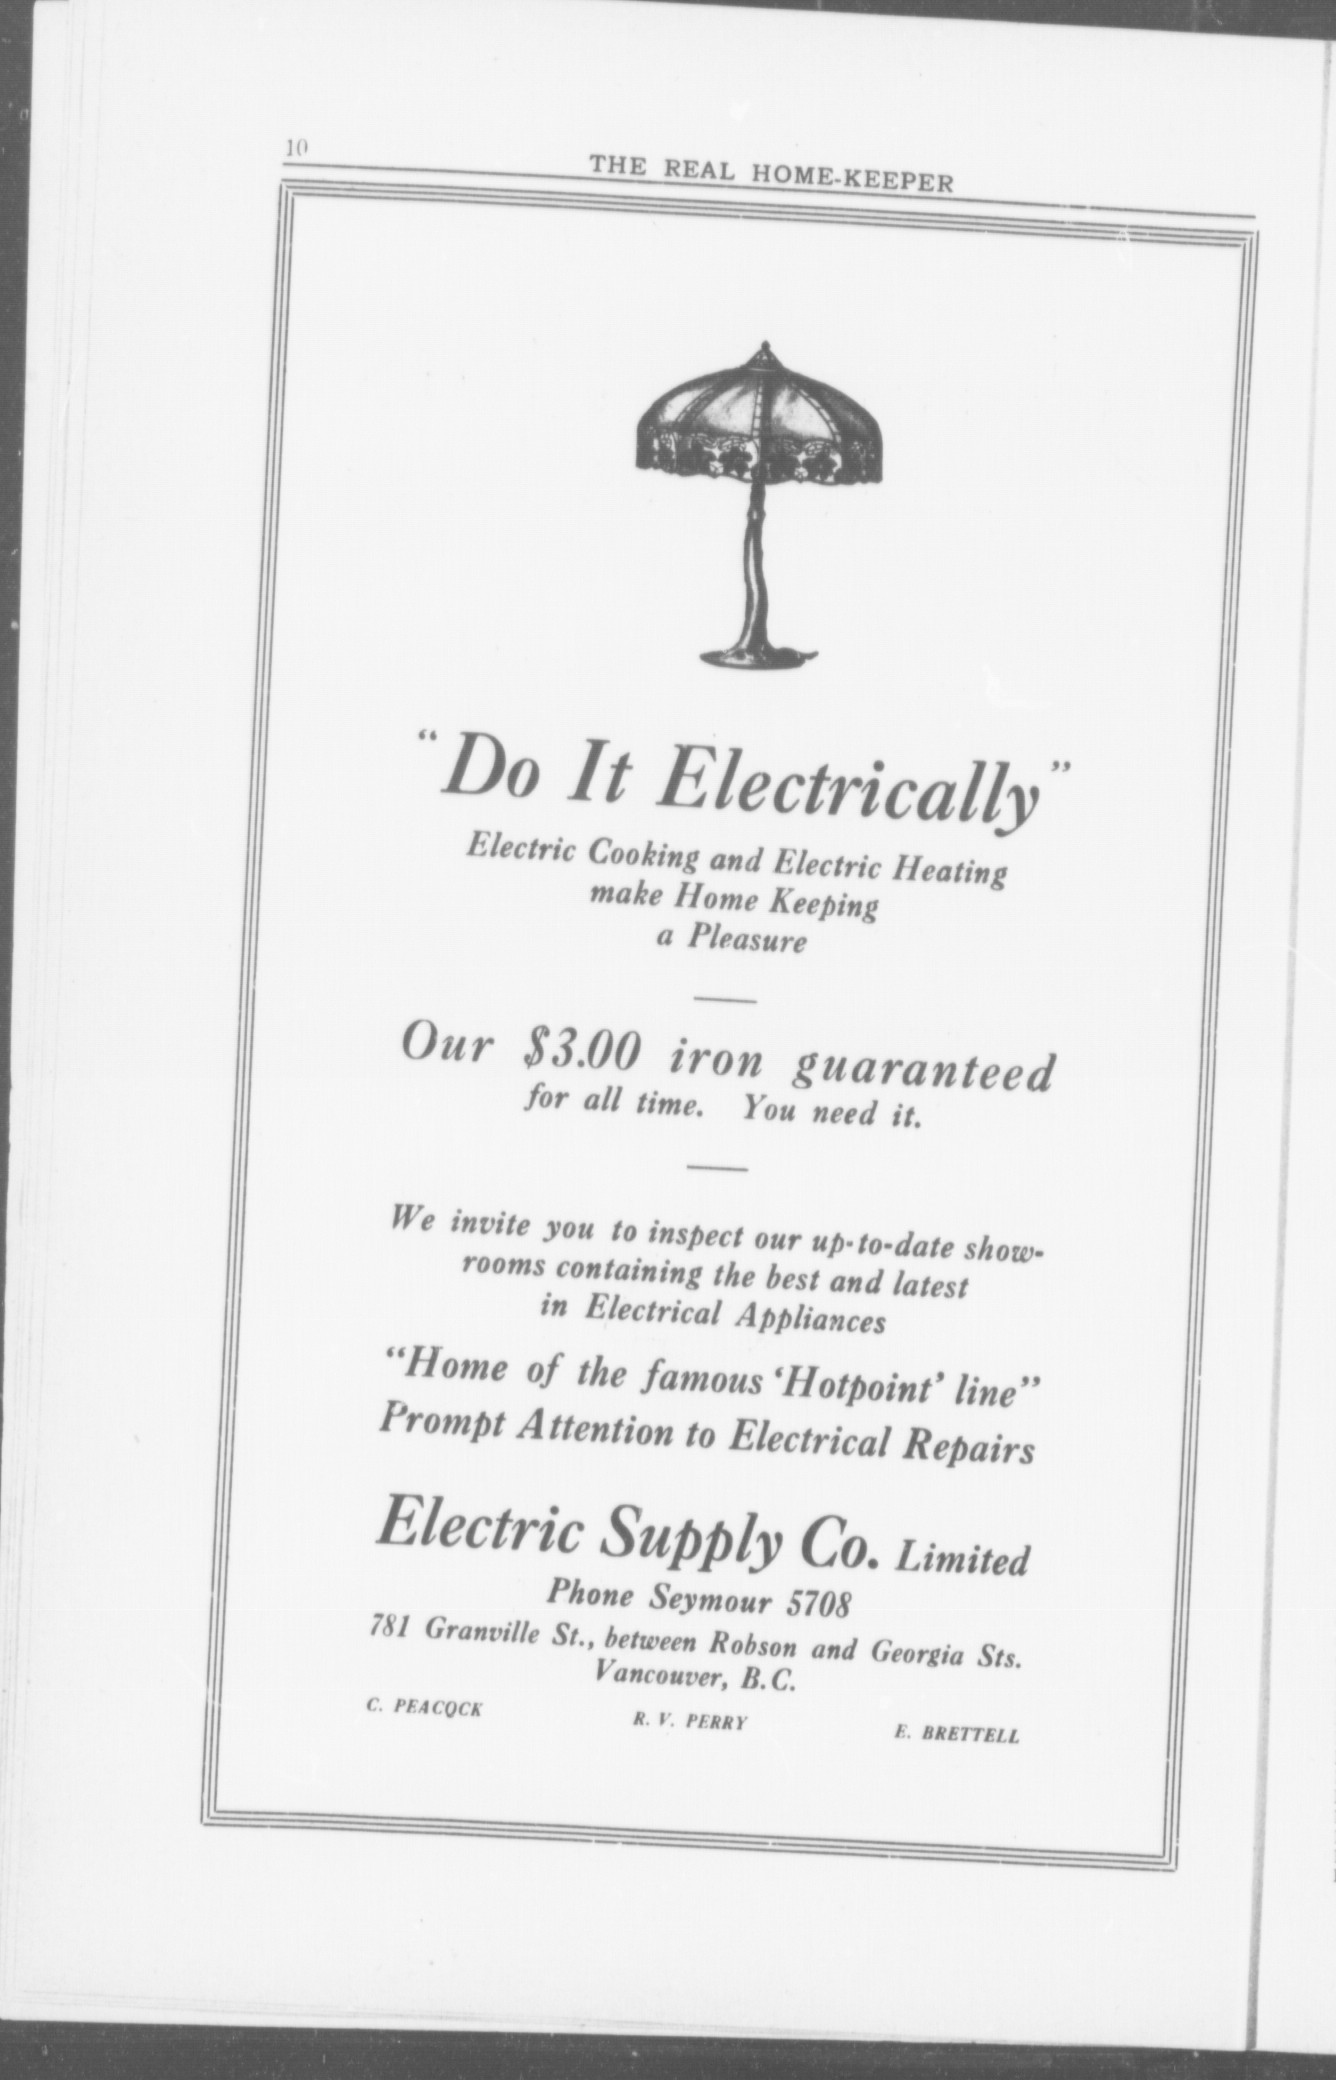 10
THE REAL HOME-KEEPER
"Do It Electrically"
Electric Cooking and Electric Heating
make Home Keeping
a Pleasure
Our $3.00 iron guaranteed
for all time. You need it.
We invite you to inspect our up-to-date show-
rooms containing the best and latest
in Electrical Appliances
"Home of the famous 'Hotpoint' line"
Prompt Attention to Electrical Repairs
Electric Supply Co. Limited
Phone Seymour 5708
781 Granville St., between Robson and Georgia Sts.
Vancouver, B.C.
C. PEACOCK R. V. PERRY E. BRETTELL